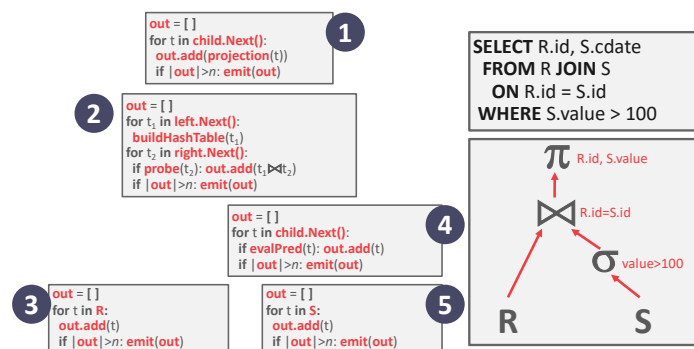 1
out = [ ]
for t in child.Next():
out.add(projection(t))
if |out|>n: emit(out)
2
out = [ ]
for t₁ in left.Next():
buildHashTable(t₁)
for t₂ in right.Next():
if probe(t₂): out.add(t₁⨝t₂)
if |out|>n: emit(out)
4
out = [ ]
for t in child.Next():
if evalPred(t): out.add(t)
if |out|>n: emit(out)
3
out = [ ]
for t in R:
out.add(t)
if |out|>n: emit(out)
5
out = [ ]
for t in S:
out.add(t)
if |out|>n: emit(out)
SELECT R.id, S.cdate
FROM R JOIN S
ON R.id = S.id
WHERE S.value > 100
π R.id, S.value
⨝ R.id=S.id
σ value>100
R S